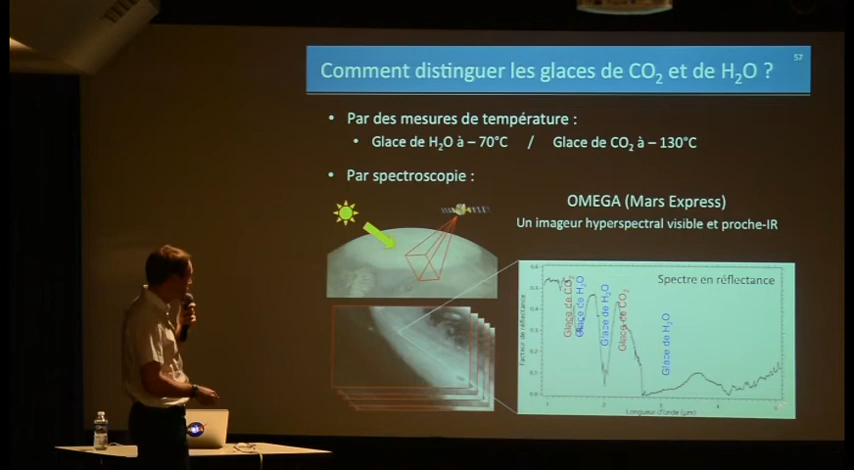 57
Comment distinguer les glaces de CO₂ et de H₂O ?
• Par des mesures de température :
• Glace de H₂O à – 70°C / Glace de CO₂ à – 130°C
• Par spectroscopie :
OMEGA (Mars Express)
Un imageur hyperspectral visible et proche-IR
Spectre en réflectance
Facteur de réflectance
Glace de CO₂
Glace de H₂O
Glace de H₂O
Glace de CO₂
Glace de H₂O
Longueur d'onde (µm)